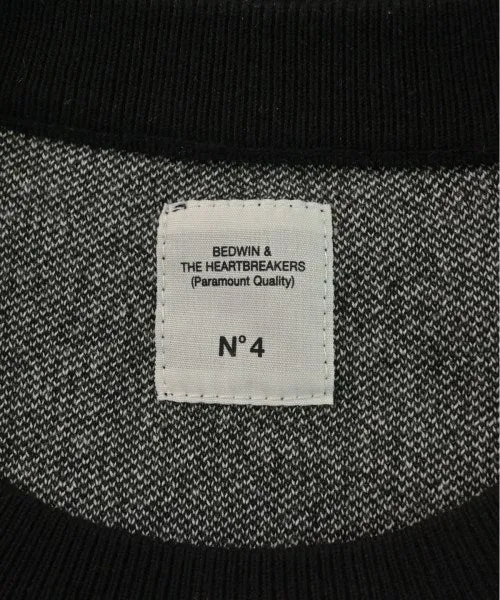 BEDWIN &
THE HEARTBREAKERS
(Paramount Quality)
N° 4